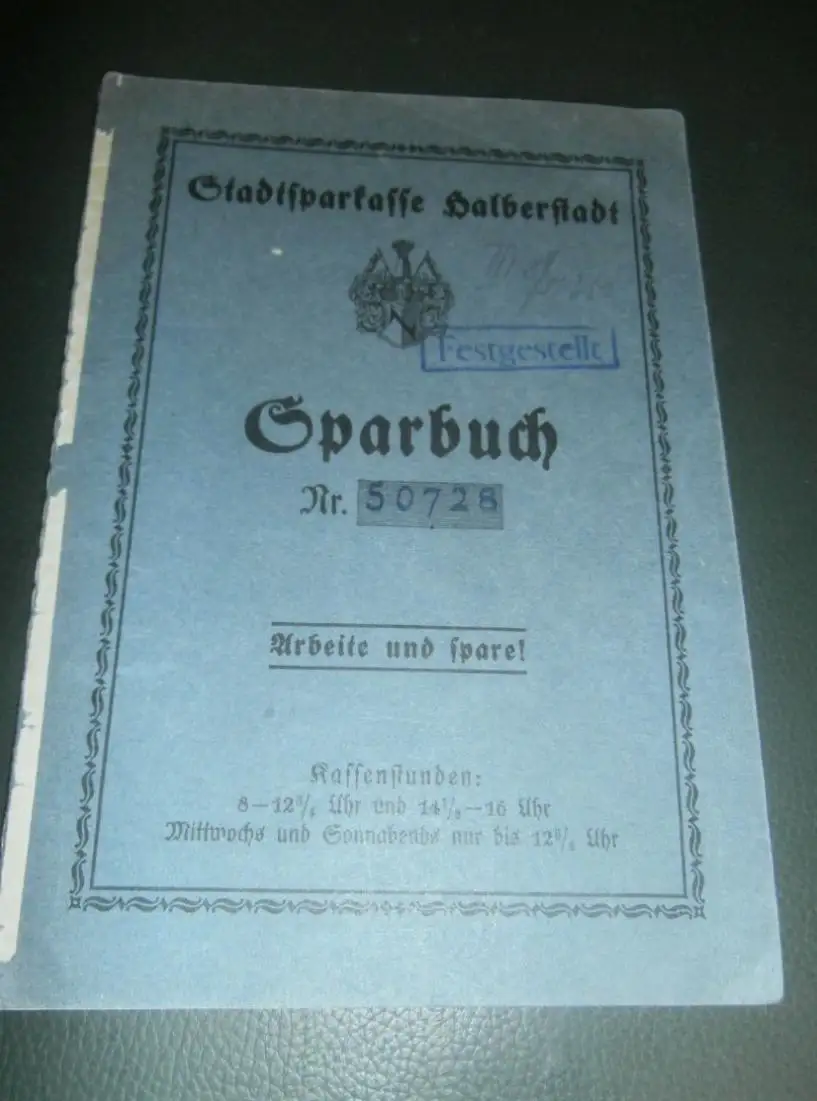 Stadtsparkasse Halberstadt
Festgestellt
Sparbuch
Nr. 50728
Arbeite und spare!
Kassenstunden:
8–12³/₄ Uhr und 14¹/₂–16 Uhr
Mittwochs und Sonnabends nur bis 12³/₄ Uhr